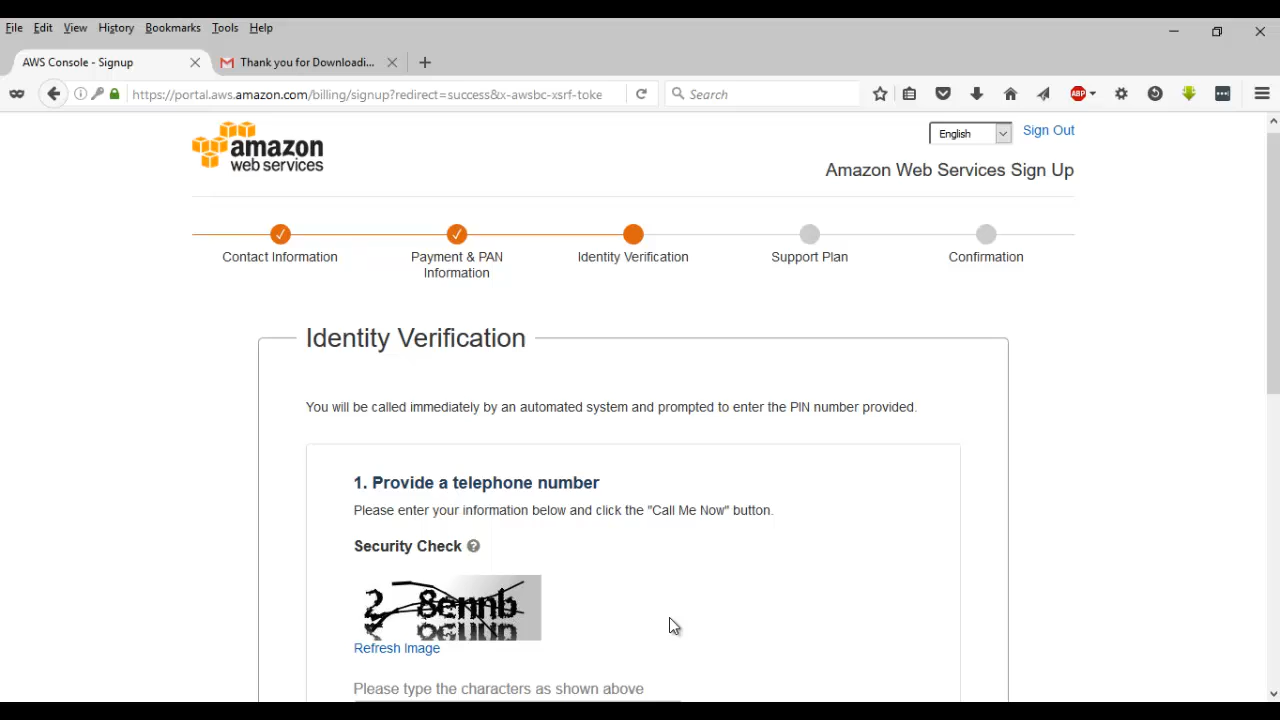 File Edit View History Bookmarks Tools Help
AWS Console - Signup
Thank you for Downloadi...
https://portal.aws.amazon.com/billing/signup?redirect=success&x-awsbc-xsrf-toke
Search
ABP
amazon
web services
English
Sign Out
Amazon Web Services Sign Up
Contact Information
Payment & PAN
Information
Identity Verification
Support Plan
Confirmation
Identity Verification
You will be called immediately by an automated system and prompted to enter the PIN number provided.
1. Provide a telephone number
Please enter your information below and click the "Call Me Now" button.
Security Check
Refresh Image
Please type the characters as shown above